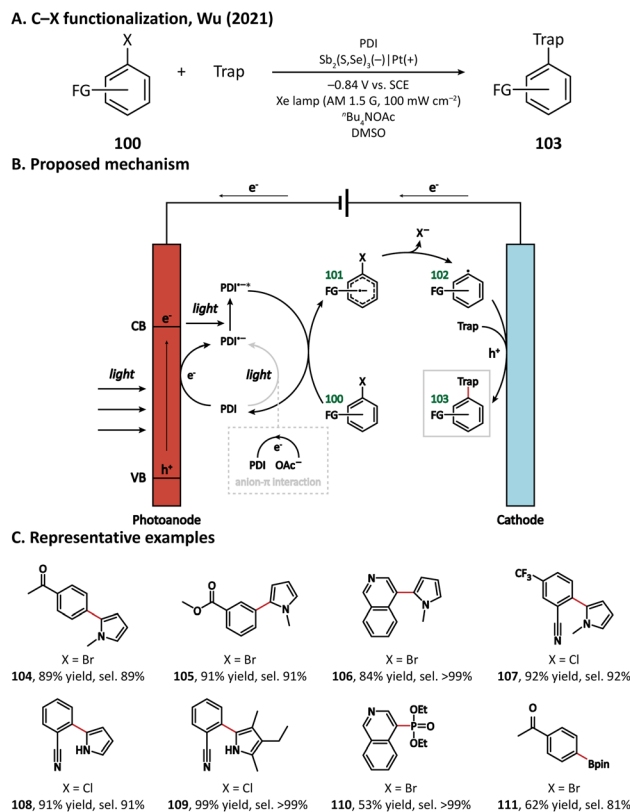 A. C–X functionalization, Wu (2021)
X
FG
100
+
Trap
PDI
Sb2(S,Se)3(–)|Pt(+)
–0.84 V vs. SCE
Xe lamp (AM 1.5 G, 100 mW cm–2)
nBu4NOAc
DMSO
Trap
FG
103
B. Proposed mechanism
e-
e-
X–
X
101
FG
102
FG
PDI•–*
light
CB
e-
PDI•–
Trap
h+
light
e-
light
PDI
100
X
FG
103
Trap
FG
e-
PDI OAc–
anion-π interaction
VB
h+
Photoanode
Cathode
C. Representative examples
O
N
X = Br
104, 89% yield, sel. 89%
O
O
N
X = Br
105, 91% yield, sel. 91%
N
N
X = Br
106, 84% yield, sel. >99%
CF3
N
N
X = Cl
107, 92% yield, sel. 92%
HN
N
X = Cl
108, 91% yield, sel. 91%
HN
N
X = Cl
109, 99% yield, sel. >99%
N
OEt
P=O
OEt
X = Br
110, 53% yield, sel. >99%
O
Bpin
X = Br
111, 62% yield, sel. 81%